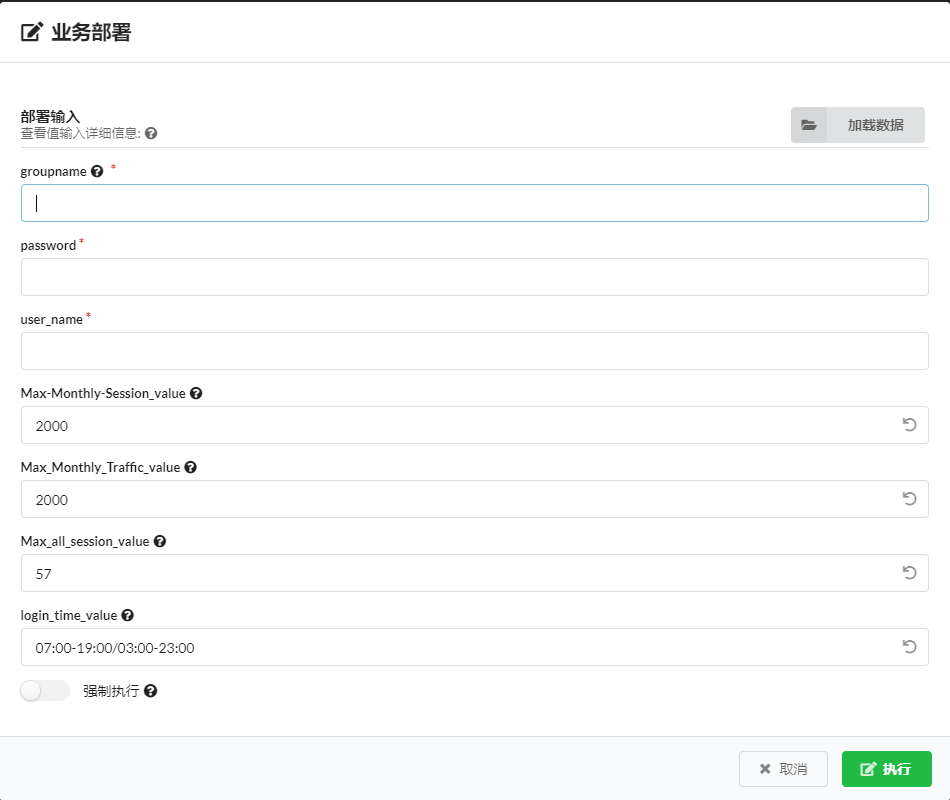 业务部署
部署输入
查看值输入详细信息:
加载数据
groupname *
password *
user_name *
Max-Monthly-Session_value
2000
Max_Monthly_Traffic_value
2000
Max_all_session_value
57
login_time_value
07:00-19:00/03:00-23:00
强制执行
取消
执行